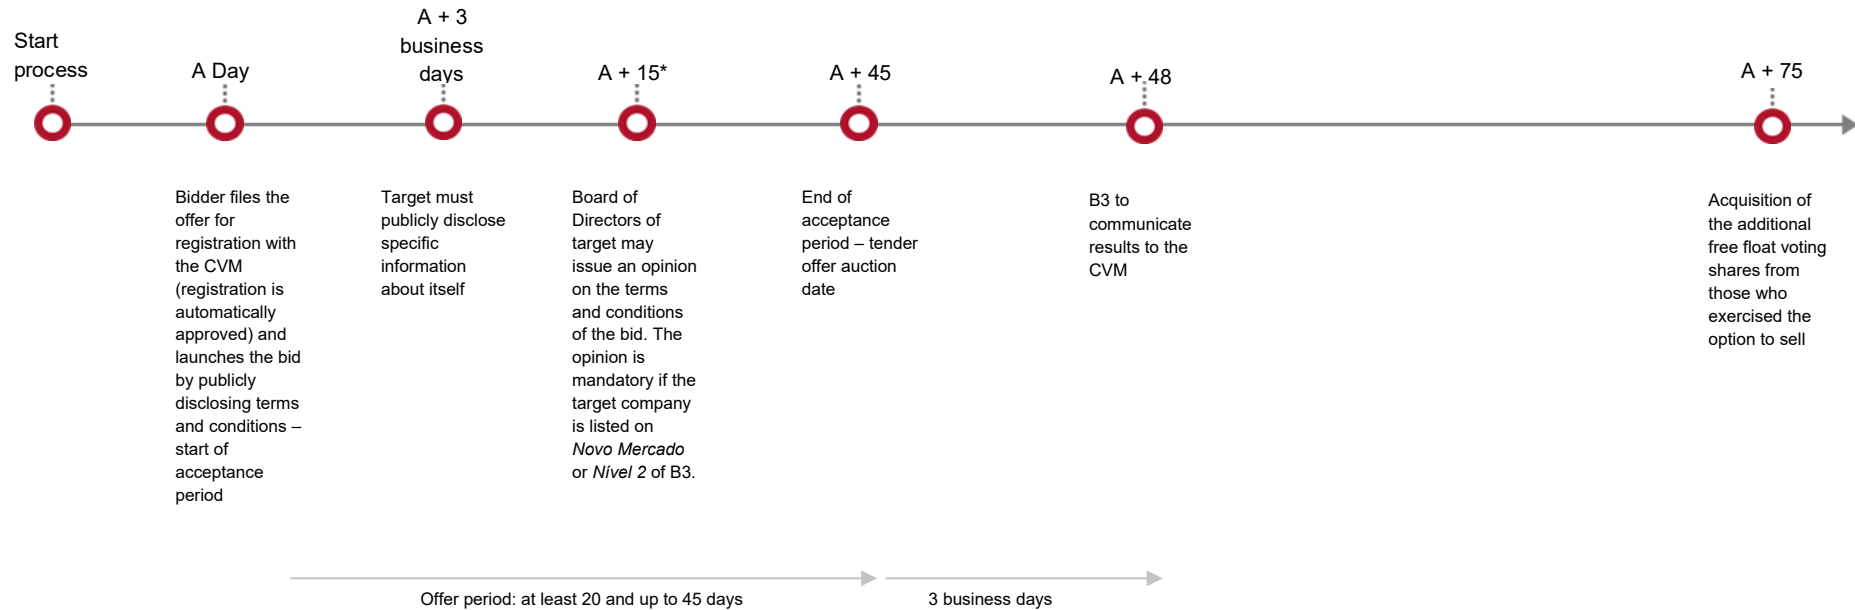 Start
process
A Day
A + 3
business
days
A + 15*
A + 45
A + 48
A + 75
Bidder files the
offer for
registration with
the CVM
(registration is
automatically
approved) and
launches the bid
by publicly
disclosing terms
and conditions –
start of
acceptance
period
Target must
publicly disclose
specific
information
about itself
Board of
Directors of
target may
issue an opinion
on the terms
and conditions
of the bid. The
opinion is
mandatory if the
target company
is listed on
Novo Mercado
or Nível 2 of B3.
End of
acceptance
period – tender
offer auction
date
B3 to
communicate
results to the
CVM
Acquisition of
the additional
free float voting
shares from
those who
exercised the
option to sell
Offer period: at least 20 and up to 45 days
3 business days